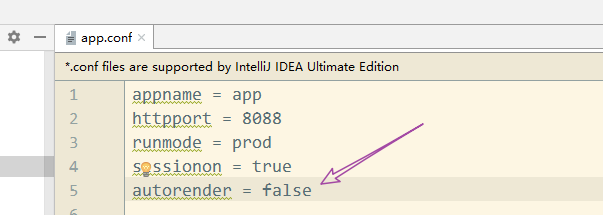 app.conf
*.conf files are supported by IntelliJ IDEA Ultimate Edition
1 appname = app
2 httpport = 8088
3 runmode = prod
4 sessionon = true
5 autorender = false
6